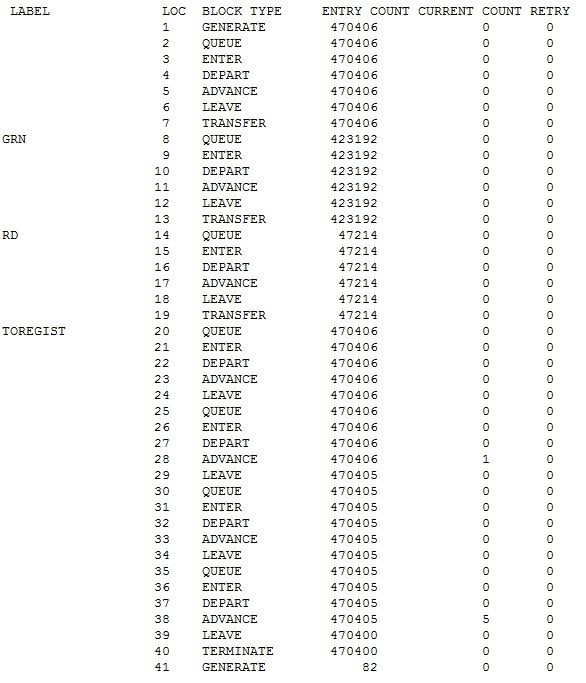 LABEL LOC BLOCK TYPE ENTRY COUNT CURRENT COUNT RETRY
1 GENERATE 470406 0 0
2 QUEUE 470406 0 0
3 ENTER 470406 0 0
4 DEPART 470406 0 0
5 ADVANCE 470406 0 0
6 LEAVE 470406 0 0
7 TRANSFER 470406 0 0
GRN 8 QUEUE 423192 0 0
9 ENTER 423192 0 0
10 DEPART 423192 0 0
11 ADVANCE 423192 0 0
12 LEAVE 423192 0 0
13 TRANSFER 423192 0 0
RD 14 QUEUE 47214 0 0
15 ENTER 47214 0 0
16 DEPART 47214 0 0
17 ADVANCE 47214 0 0
18 LEAVE 47214 0 0
19 TRANSFER 47214 0 0
TOREGIST 20 QUEUE 470406 0 0
21 ENTER 470406 0 0
22 DEPART 470406 0 0
23 ADVANCE 470406 0 0
24 LEAVE 470406 0 0
25 QUEUE 470406 0 0
26 ENTER 470406 0 0
27 DEPART 470406 0 0
28 ADVANCE 470406 1 0
29 LEAVE 470405 0 0
30 QUEUE 470405 0 0
31 ENTER 470405 0 0
32 DEPART 470405 0 0
33 ADVANCE 470405 0 0
34 LEAVE 470405 0 0
35 QUEUE 470405 0 0
36 ENTER 470405 0 0
37 DEPART 470405 0 0
38 ADVANCE 470405 5 0
39 LEAVE 470400 0 0
40 TERMINATE 470400 0 0
41 GENERATE 82 0 0